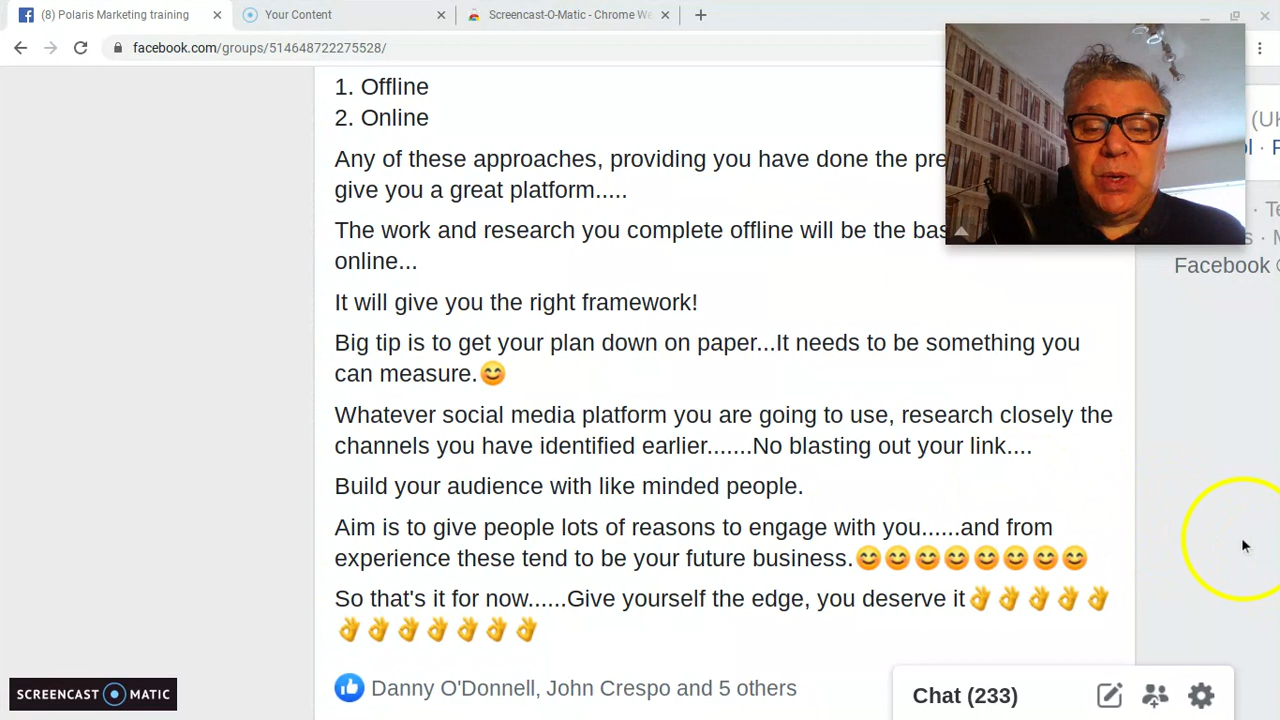 (8) Polaris Marketing training
Your Content
Screencast-O-Matic - Chrome We
facebook.com/groups/514648722275528/
1. Offline
2. Online
Any of these approaches, providing you have done the pre
give you a great platform.....
The work and research you complete offline will be the bas
online...
It will give you the right framework!
Big tip is to get your plan down on paper...It needs to be something you
can measure.😊
Whatever social media platform you are going to use, research closely the
channels you have identified earlier.......No blasting out your link....
Build your audience with like minded people.
Aim is to give people lots of reasons to engage with you......and from
experience these tend to be your future business.😊😊😊😊😊😊😊😊
So that's it for now......Give yourself the edge, you deserve it👌👌👌👌👌
👌👌👌👌👌👌👌
Danny O'Donnell, John Crespo and 5 others
(UK
Facebook ©
Chat (233)
SCREENCAST MATIC